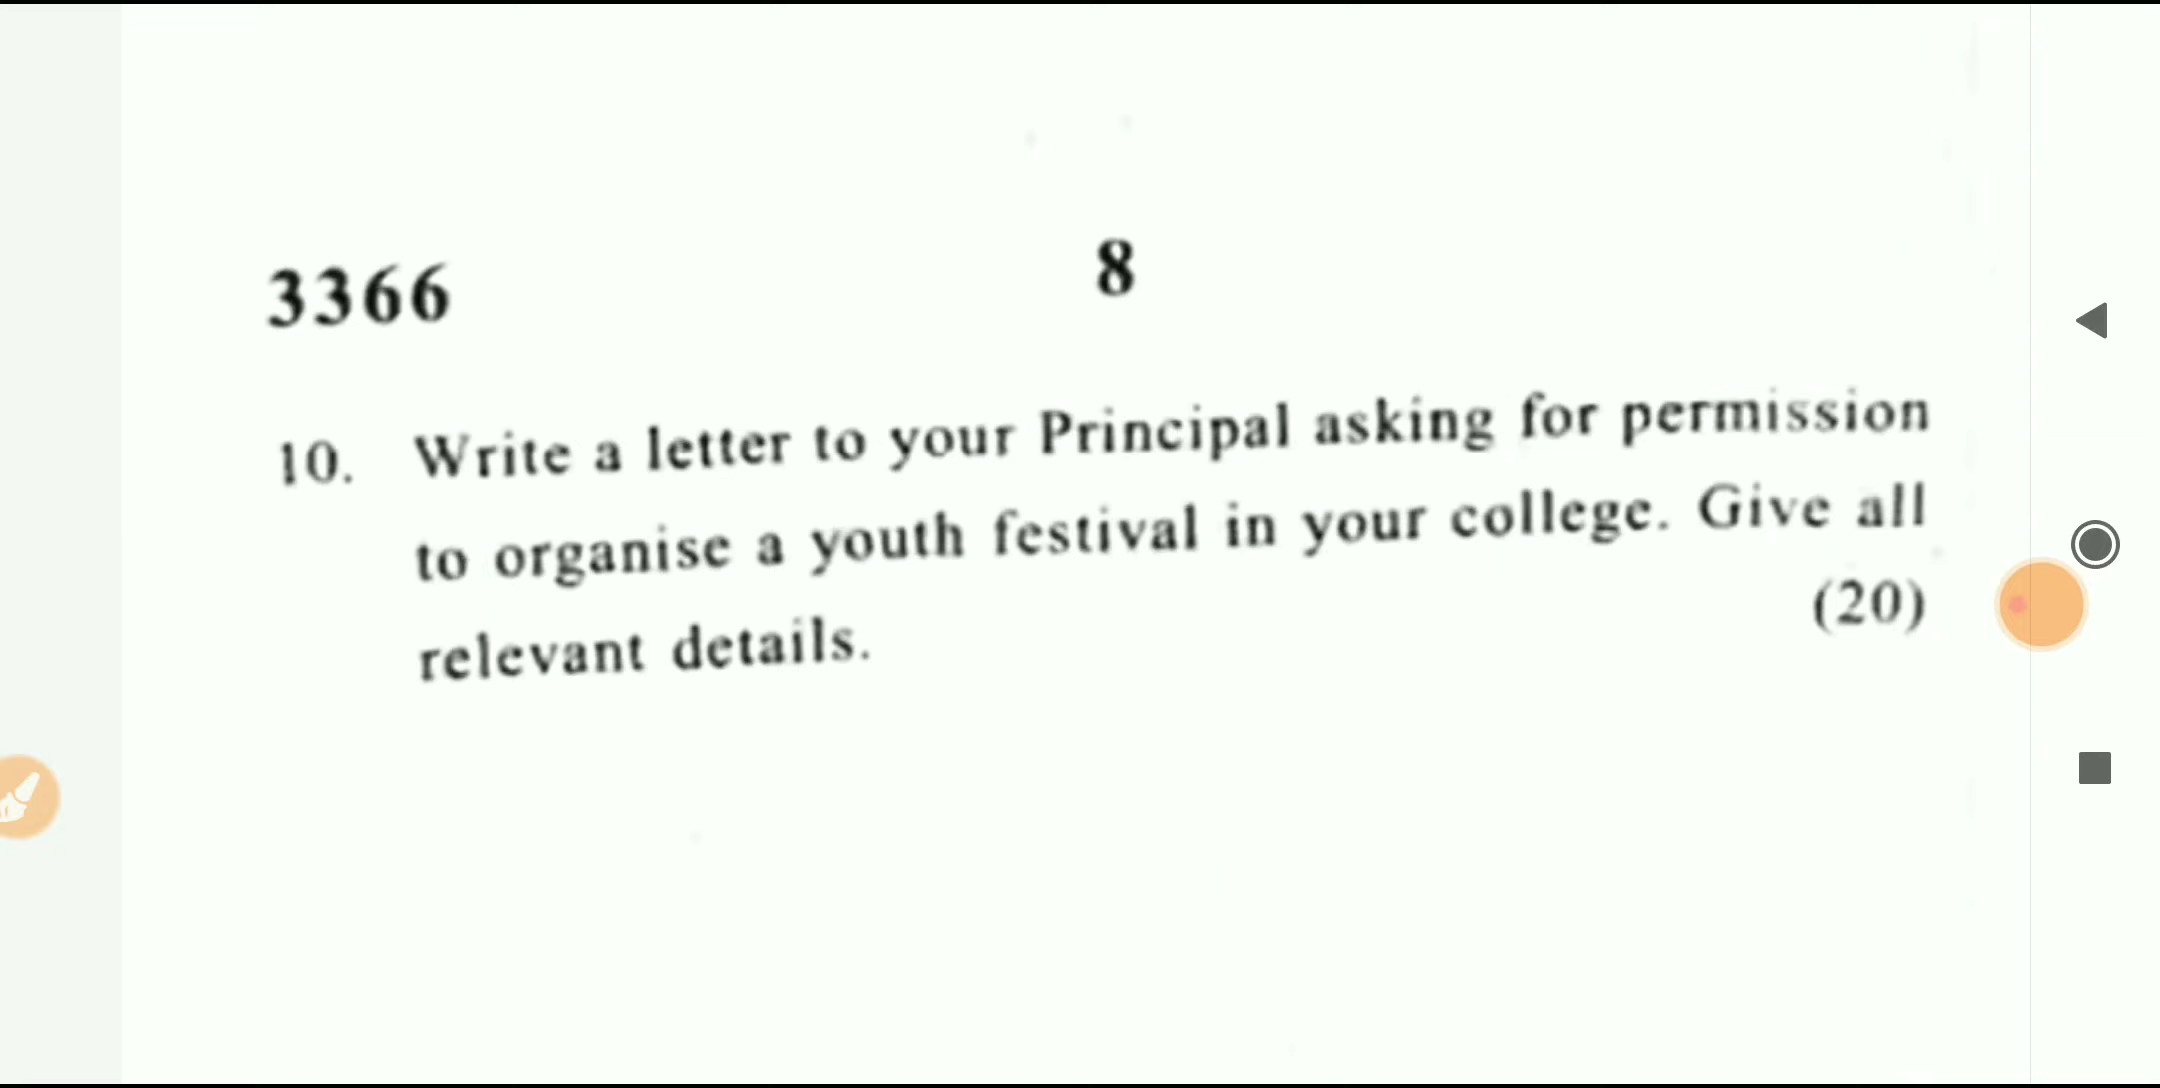 3366 8
10. Write a letter to your Principal asking for permission
to organise a youth festival in your college. Give all
relevant details. (20)